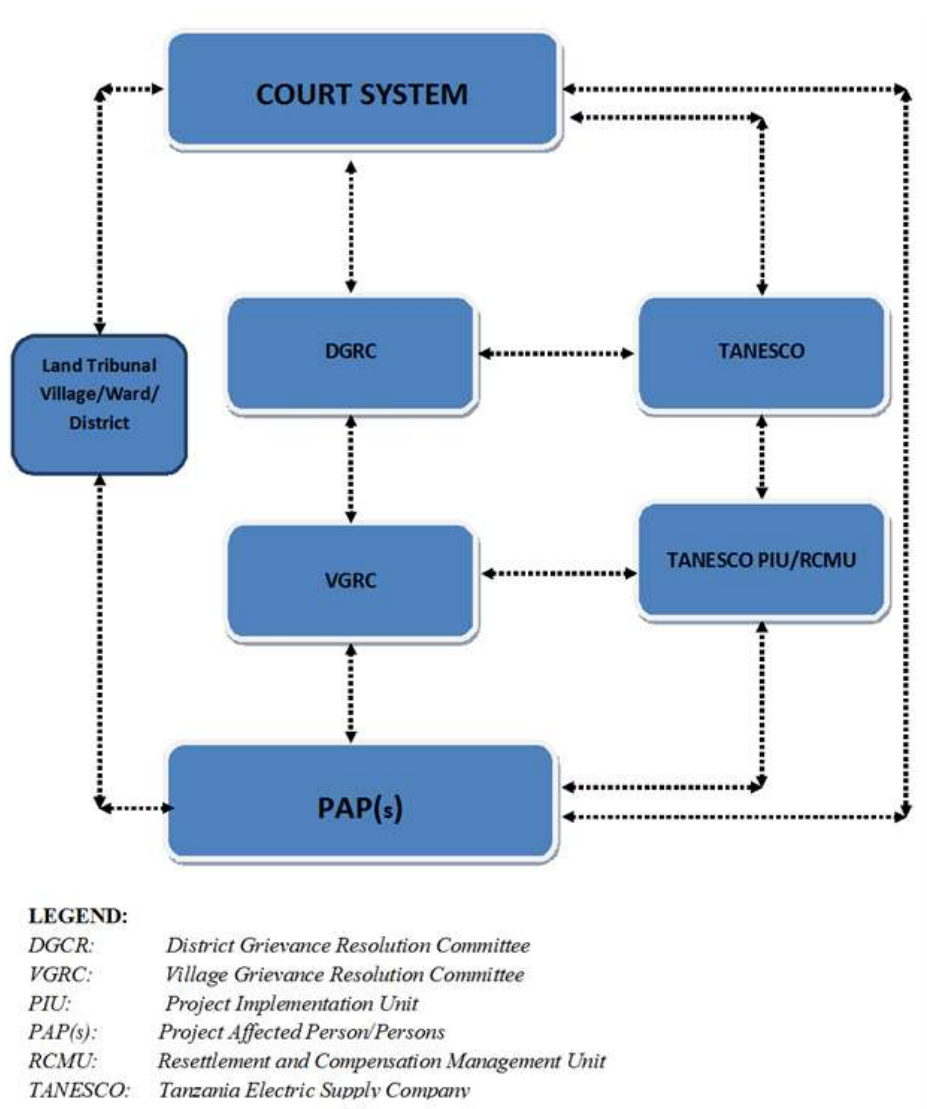 COURT SYSTEM
DGRC
TANESCO
Land Tribunal
Village/Ward/
District
VGRC
TANESCO PIU/RCMU
PAP(s)
LEGEND:
DGCR: District Grievance Resolution Committee
VGRC: Village Grievance Resolution Committee
PIU: Project Implementation Unit
PAP(s): Project Affected Person/Persons
RCMU: Resettlement and Compensation Management Unit
TANESCO: Tanzania Electric Supply Company